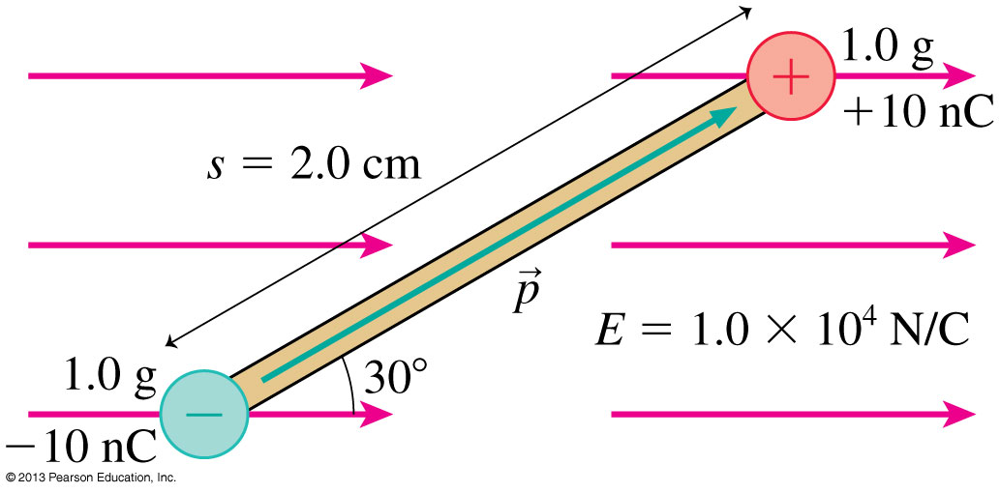 1.0 g
+10 nC
s = 2.0 cm
p⃗
E = 1.0 × 10⁴ N/C
1.0 g
30°
−
+
−10 nC
© 2013 Pearson Education, Inc.